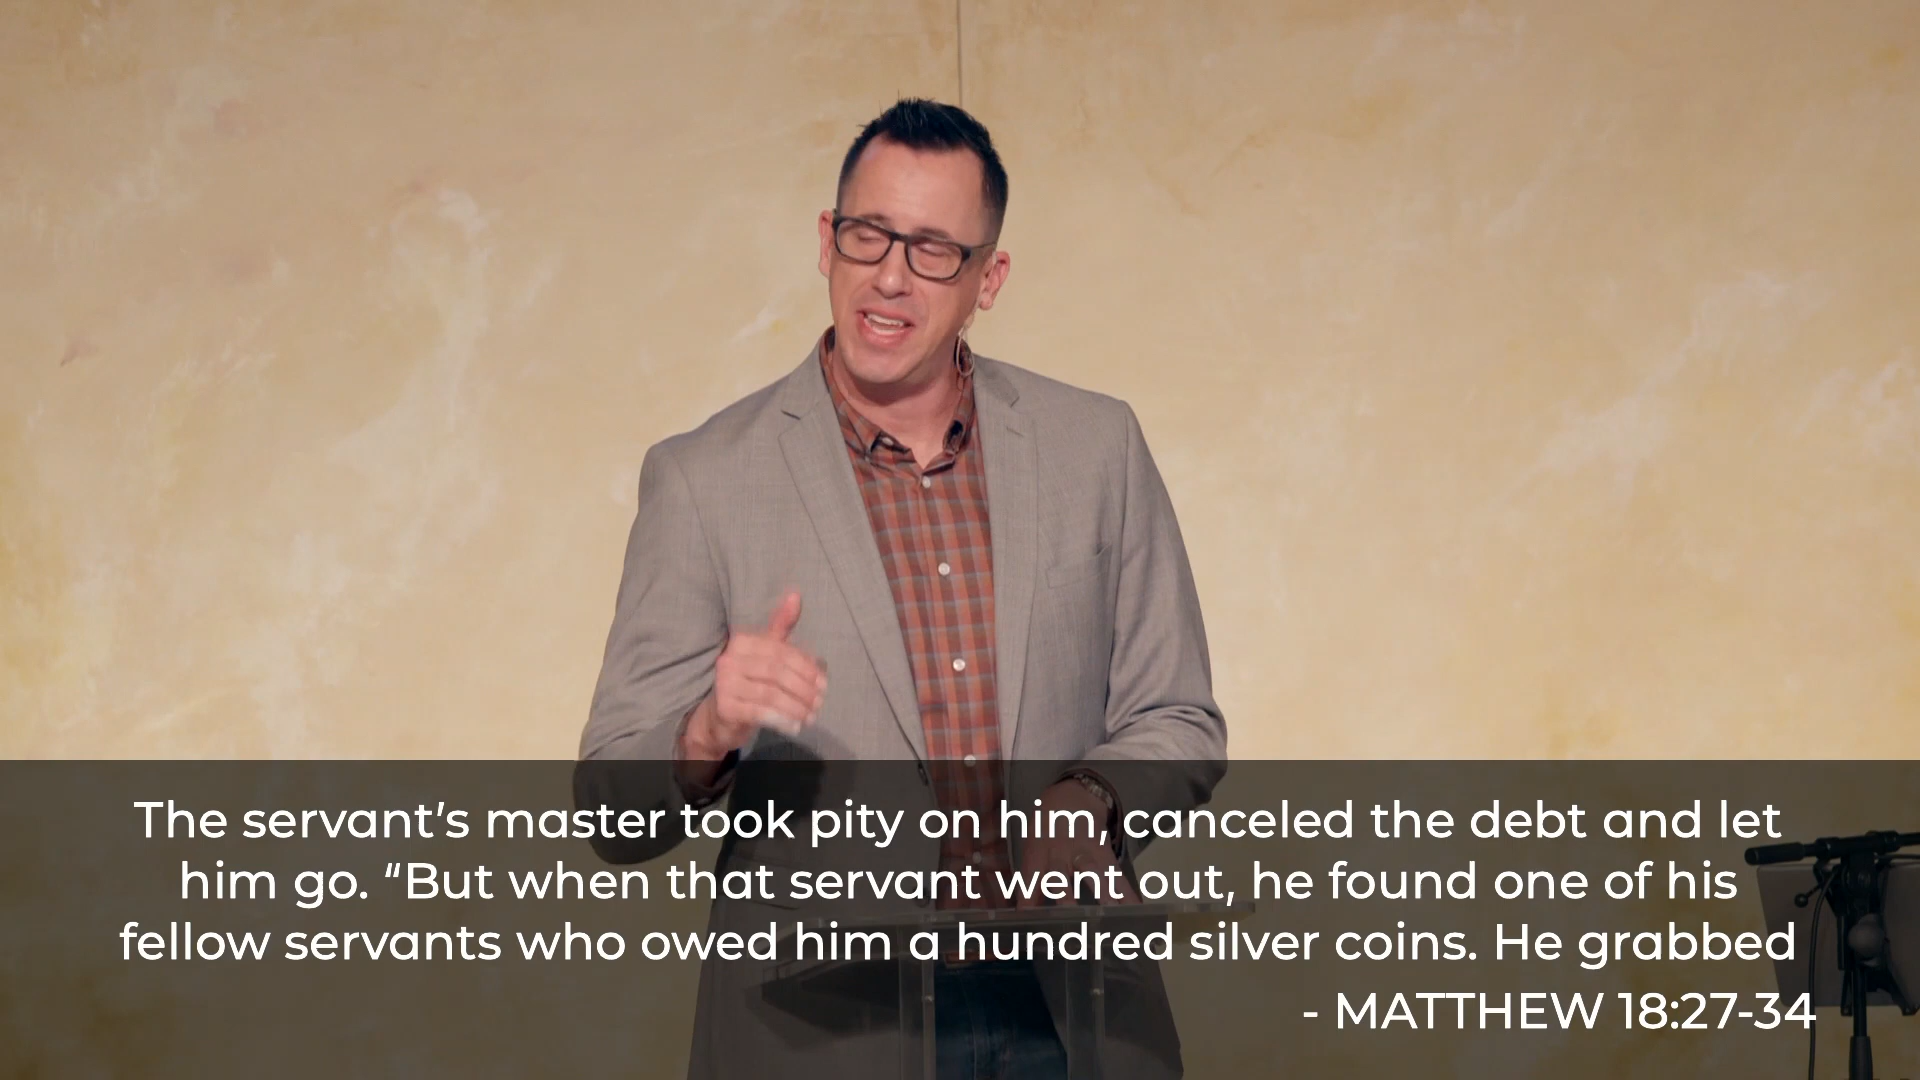 The servant’s master took pity on him, canceled the debt and let
him go. “But when that servant went out, he found one of his
fellow servants who owed him a hundred silver coins. He grabbed
- MATTHEW 18:27-34